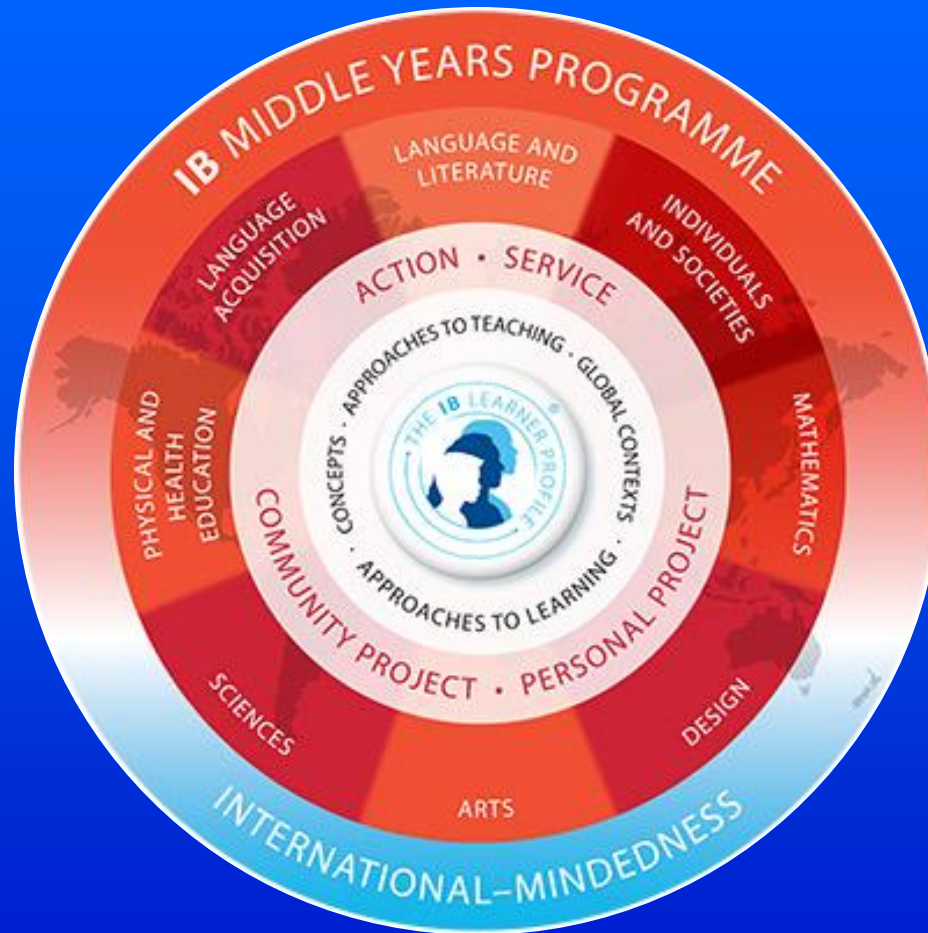 IB MIDDLE YEARS PROGRAMME
LANGUAGE AND
LITERATURE
INDIVIDUALS
AND SOCIETIES
MATHEMATICS
DESIGN
ARTS
SCIENCES
PHYSICAL AND
HEALTH
EDUCATION
LANGUAGE
ACQUISITION
ACTION • SERVICE
COMMUNITY PROJECT • PERSONAL PROJECT
APPROACHES TO TEACHING · GLOBAL CONTEXTS ·
APPROACHES TO LEARNING · CONCEPTS ·
THE IB LEARNER PROFILE ®
INTERNATIONAL–MINDEDNESS